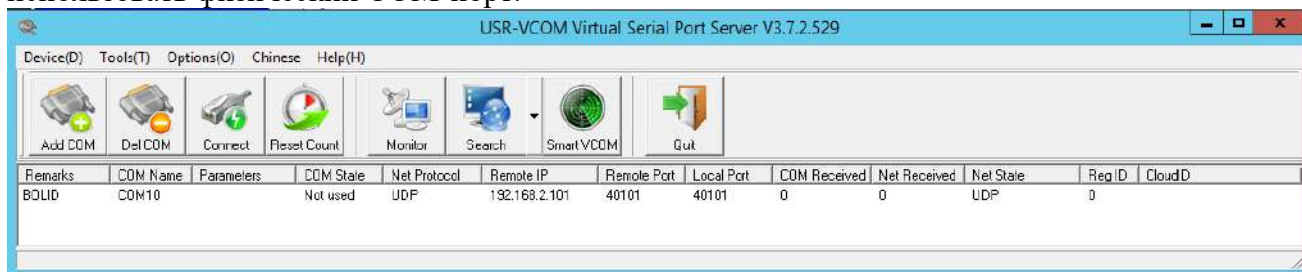 USR-VCOM Virtual Serial Port Server V3.7.2.529
Device(D) Tools(T) Options(O) Chinese Help(H)
Add COM Del COM Connect Reset Count Monitor Search Smart VCOM Quit
Remarks COM Name Parameters COM State Net Protocol Remote IP Remote Port Local Port COM Received Net Received Net State Reg ID CloudID
BOLID COM10 Not used UDP 192.168.2.101 40101 40101 0 0 UDP 0